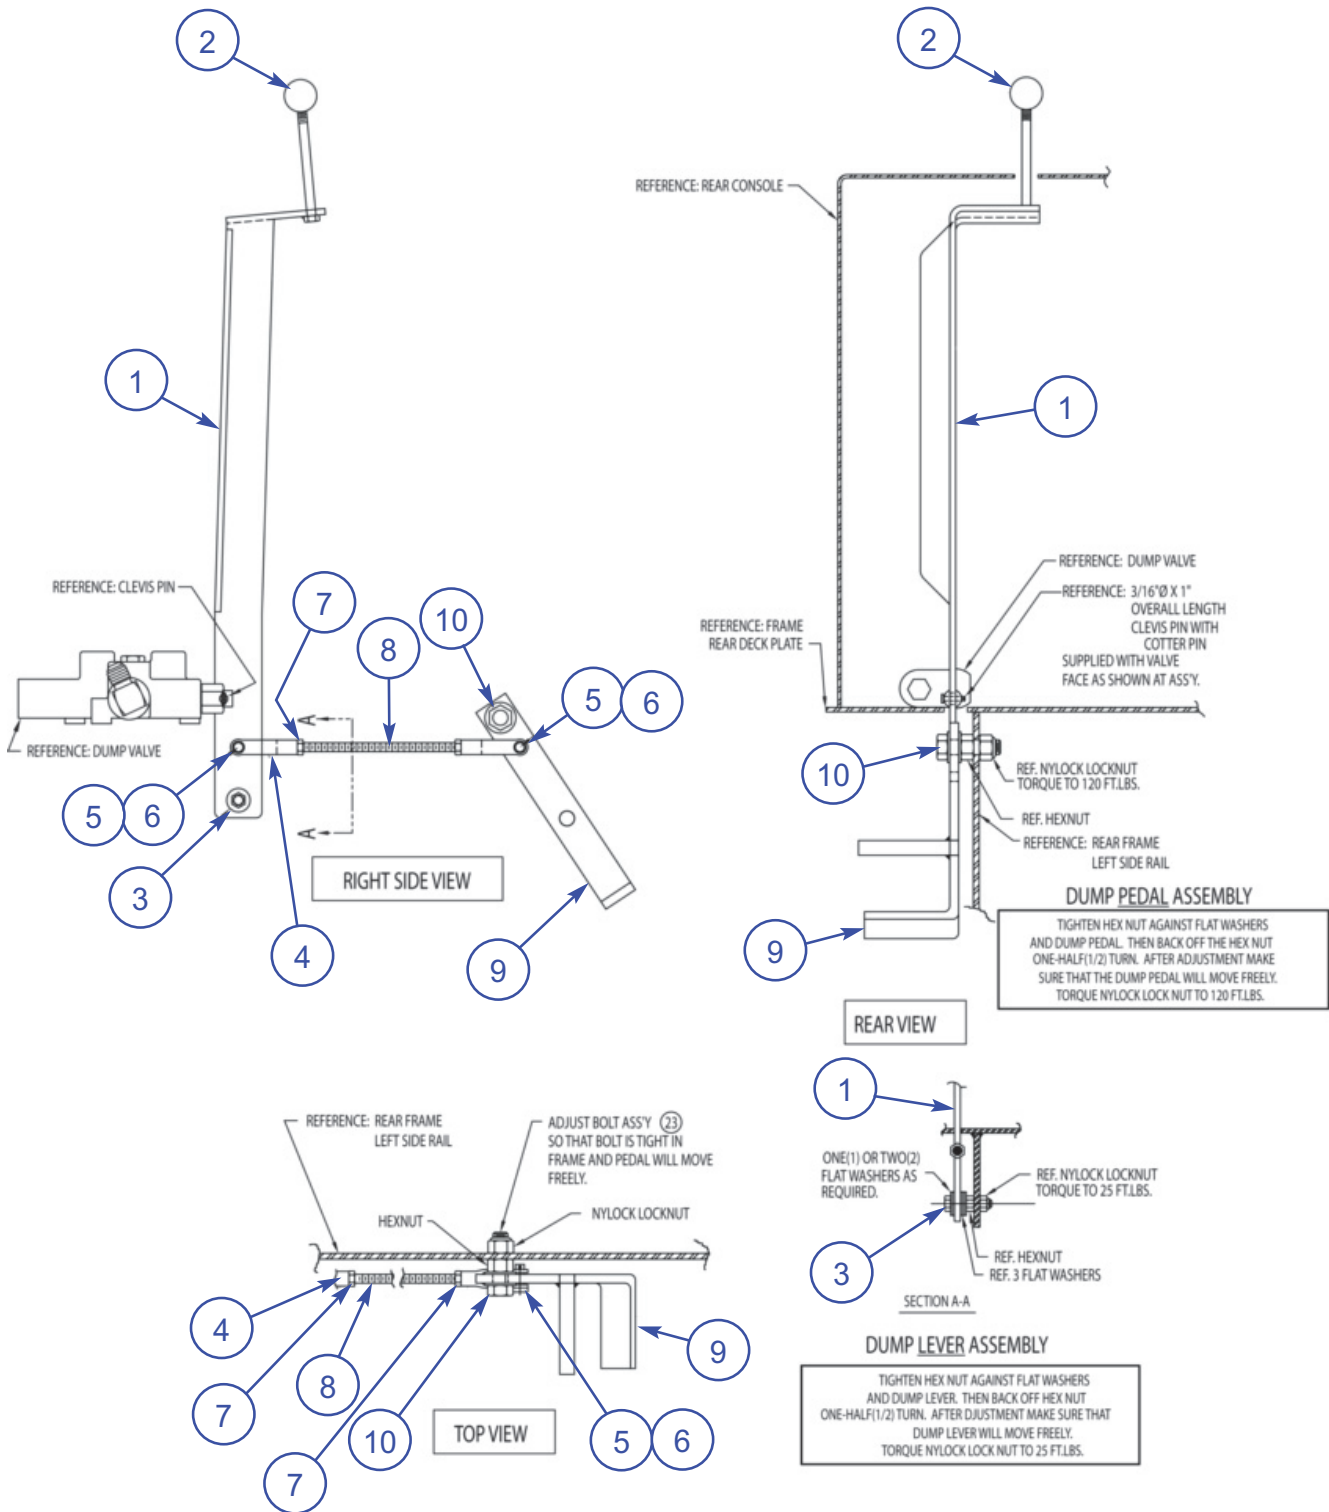 2
2
REFERENCE: REAR CONSOLE
1
1
REFERENCE: CLEVIS PIN
7
8
10
5
6
REFERENCE: DUMP VALVE
REFERENCE: 3/16"Ø X 1"
OVERALL LENGTH
CLEVIS PIN WITH
COTTER PIN
SUPPLIED WITH VALVE
FACE AS SHOWN AT ASS'Y.
REFERENCE: FRAME
REAR DECK PLATE
REFERENCE: DUMP VALVE
A
A
5
6
3
4
9
RIGHT SIDE VIEW
10
REF. NYLOCK LOCKNUT
TORQUE TO 120 FT.LBS.
REF. HEXNUT
REFERENCE: REAR FRAME
LEFT SIDE RAIL
9
DUMP PEDAL ASSEMBLY
TIGHTEN HEX NUT AGAINST FLAT WASHERS
AND DUMP PEDAL. THEN BACK OFF THE HEX NUT
ONE-HALF(1/2) TURN. AFTER ADJUSTMENT MAKE
SURE THAT THE DUMP PEDAL WILL MOVE FREELY.
TORQUE NYLOCK LOCK NUT TO 120 FT.LBS.
REAR VIEW
REFERENCE: REAR FRAME
LEFT SIDE RAIL
ADJUST BOLT ASS'Y 23
SO THAT BOLT IS TIGHT IN
FRAME AND PEDAL WILL MOVE
FREELY.
HEXNUT
NYLOCK LOCKNUT
4
7
8
7
10
5
6
9
TOP VIEW
1
ONE(1) OR TWO(2)
FLAT WASHERS AS
REQUIRED.
REF. NYLOCK LOCKNUT
TORQUE TO 25 FT.LBS.
3
REF. HEXNUT
REF. 3 FLAT WASHERS
SECTION A-A
DUMP LEVER ASSEMBLY
TIGHTEN HEX NUT AGAINST FLAT WASHERS
AND DUMP LEVER. THEN BACK OFF HEX NUT
ONE-HALF(1/2) TURN. AFTER DJUSTMENT MAKE SURE THAT
DUMP LEVER WILL MOVE FREELY.
TORQUE NYLOCK LOCK NUT TO 25 FT.LBS.